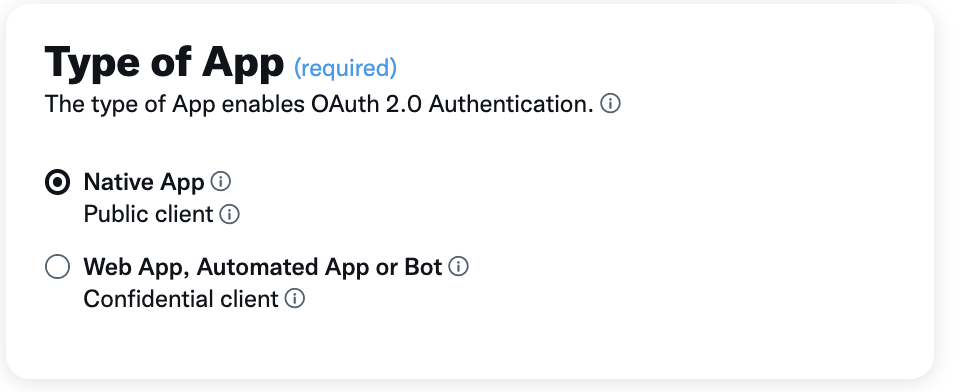 Type of App (required)
The type of App enables OAuth 2.0 Authentication.
Native App
Public client
Web App, Automated App or Bot
Confidential client